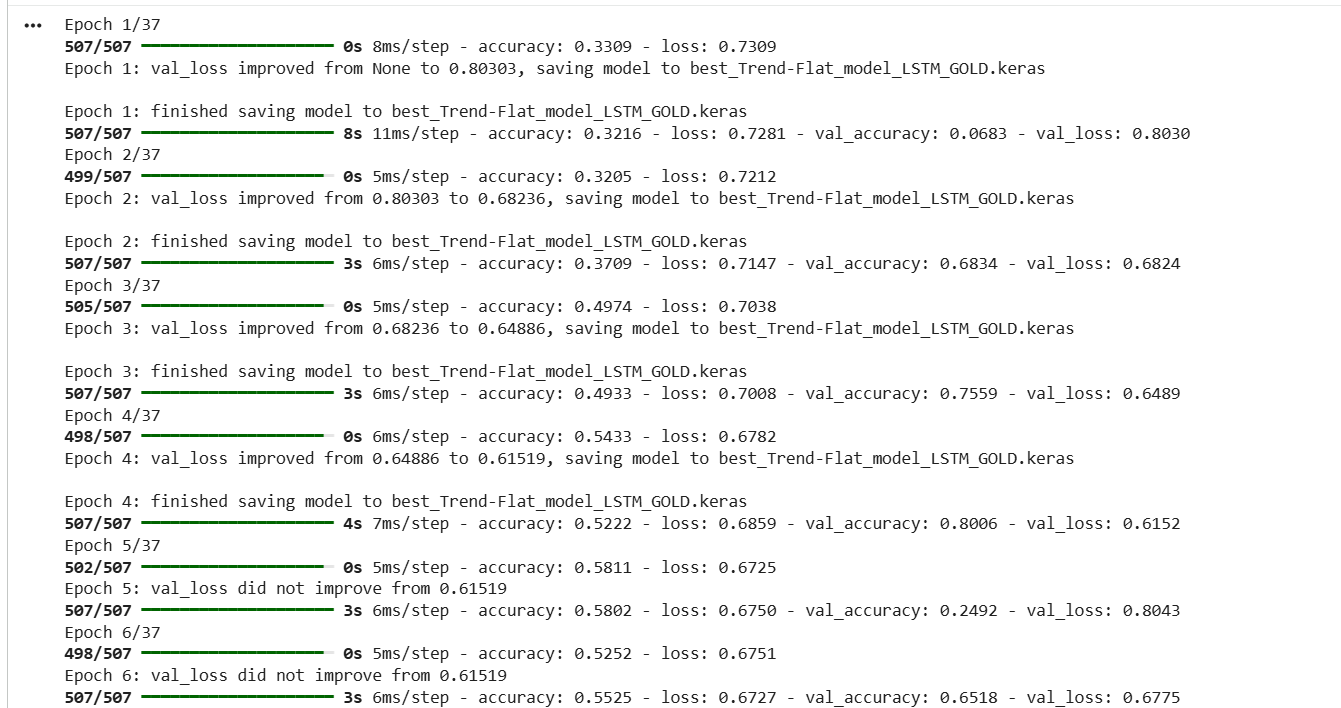 Epoch 1/37
507/507 ━━━━━━━━━━━━━━━━━━━━ 0s 8ms/step - accuracy: 0.3309 - loss: 0.7309
Epoch 1: val_loss improved from None to 0.80303, saving model to best_Trend-Flat_model_LSTM_GOLD.keras
Epoch 1: finished saving model to best_Trend-Flat_model_LSTM_GOLD.keras
507/507 ━━━━━━━━━━━━━━━━━━━━ 8s 11ms/step - accuracy: 0.3216 - loss: 0.7281 - val_accuracy: 0.0683 - val_loss: 0.8030
Epoch 2/37
499/507 ━━━━━━━━━━━━━━━━━━━━ 0s 5ms/step - accuracy: 0.3205 - loss: 0.7212
Epoch 2: val_loss improved from 0.80303 to 0.68236, saving model to best_Trend-Flat_model_LSTM_GOLD.keras
Epoch 2: finished saving model to best_Trend-Flat_model_LSTM_GOLD.keras
507/507 ━━━━━━━━━━━━━━━━━━━━ 3s 6ms/step - accuracy: 0.3709 - loss: 0.7147 - val_accuracy: 0.6834 - val_loss: 0.6824
Epoch 3/37
505/507 ━━━━━━━━━━━━━━━━━━━━ 0s 5ms/step - accuracy: 0.4974 - loss: 0.7038
Epoch 3: val_loss improved from 0.68236 to 0.64886, saving model to best_Trend-Flat_model_LSTM_GOLD.keras
Epoch 3: finished saving model to best_Trend-Flat_model_LSTM_GOLD.keras
507/507 ━━━━━━━━━━━━━━━━━━━━ 3s 6ms/step - accuracy: 0.4933 - loss: 0.7008 - val_accuracy: 0.7559 - val_loss: 0.6489
Epoch 4/37
498/507 ━━━━━━━━━━━━━━━━━━━━ 0s 6ms/step - accuracy: 0.5433 - loss: 0.6782
Epoch 4: val_loss improved from 0.64886 to 0.61519, saving model to best_Trend-Flat_model_LSTM_GOLD.keras
Epoch 4: finished saving model to best_Trend-Flat_model_LSTM_GOLD.keras
507/507 ━━━━━━━━━━━━━━━━━━━━ 4s 7ms/step - accuracy: 0.5222 - loss: 0.6859 - val_accuracy: 0.8006 - val_loss: 0.6152
Epoch 5/37
502/507 ━━━━━━━━━━━━━━━━━━━━ 0s 5ms/step - accuracy: 0.5811 - loss: 0.6725
Epoch 5: val_loss did not improve from 0.61519
507/507 ━━━━━━━━━━━━━━━━━━━━ 3s 6ms/step - accuracy: 0.5802 - loss: 0.6750 - val_accuracy: 0.2492 - val_loss: 0.8043
Epoch 6/37
498/507 ━━━━━━━━━━━━━━━━━━━━ 0s 5ms/step - accuracy: 0.5252 - loss: 0.6751
Epoch 6: val_loss did not improve from 0.61519
507/507 ━━━━━━━━━━━━━━━━━━━━ 3s 6ms/step - accuracy: 0.5525 - loss: 0.6727 - val_accuracy: 0.6518 - val_loss: 0.6775